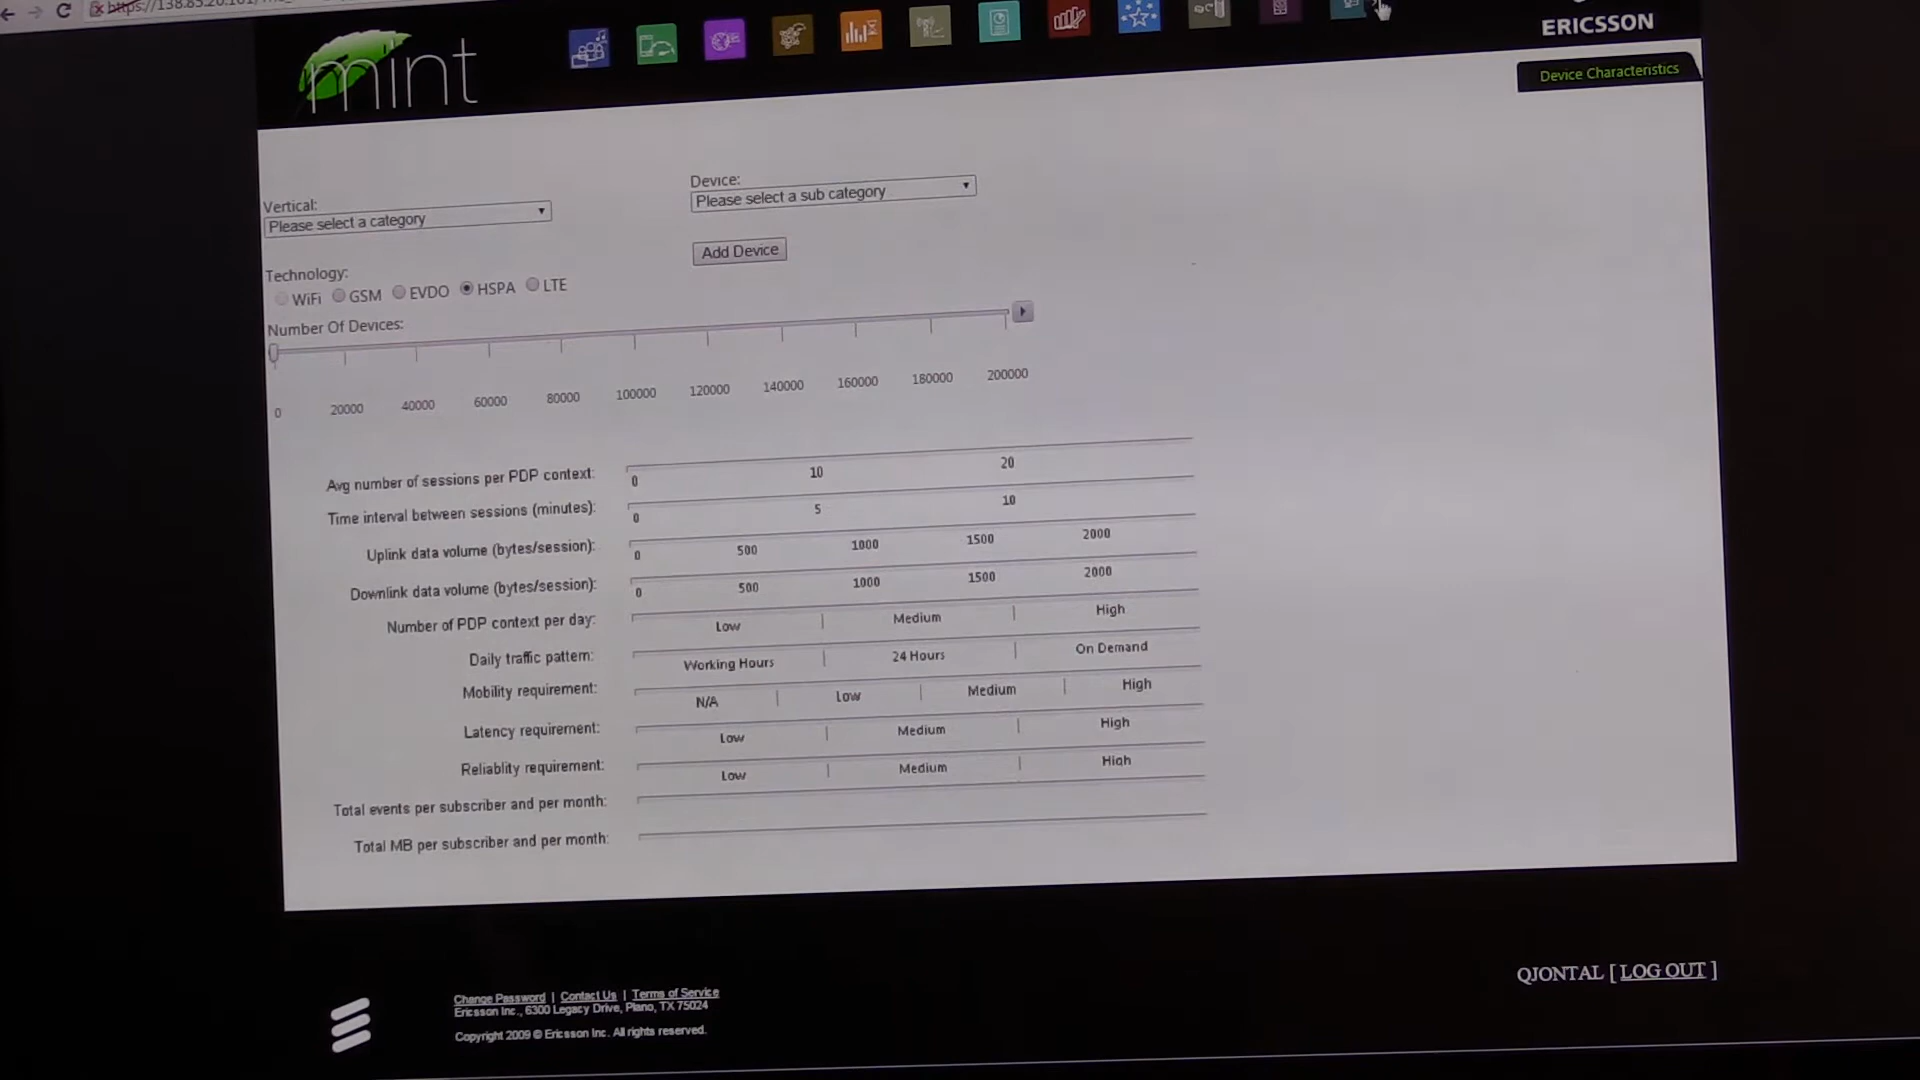 mint
ERICSSON
Device Characteristics
Vertical:
Please select a category
Device:
Please select a sub category
Add Device
Technology:
WiFi GSM EVDO HSPA LTE
Number Of Devices:
0 20000 40000 60000 80000 100000 120000 140000 160000 180000 200000
Avg number of sessions per PDP context: 0 10 20
Time interval between sessions (minutes): 0 5 10
Uplink data volume (bytes/session): 0 500 1000 1500 2000
Downlink data volume (bytes/session): 0 500 1000 1500 2000
Number of PDP context per day: Low | Medium | High
Daily traffic pattern: Working Hours | 24 Hours | On Demand
Mobility requirement: N/A | Low | Medium | High
Latency requirement: Low | Medium | High
Reliablity requirement: Low | Medium | High
Total events per subscriber and per month:
Total MB per subscriber and per month:
QJONTAL [ LOG OUT ]
Change Password | Contact Us | Terms of Service
Ericsson Inc., 6300 Legacy Drive, Plano, TX 75024
Copyright 2009 © Ericsson Inc. All rights reserved.